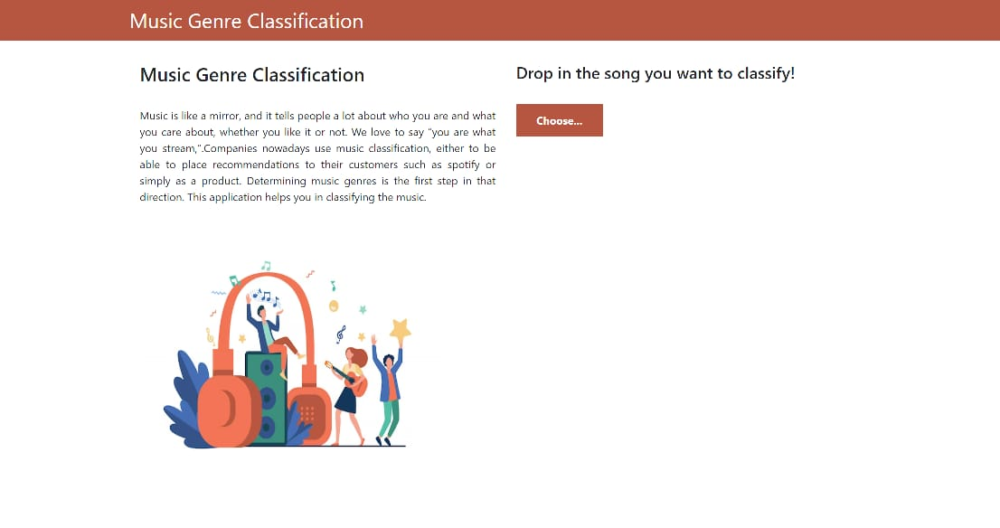 Music Genre Classification
Music Genre Classification
Music is like a mirror, and it tells people a lot about who you are and what
you care about, whether you like it or not. We love to say "you are what
you stream,".Companies nowadays use music classification, either to be
able to place recommendations to their customers such as spotify or
simply as a product. Determining music genres is the first step in that
direction. This application helps you in classifying the music.
Drop in the song you want to classify!
Choose...